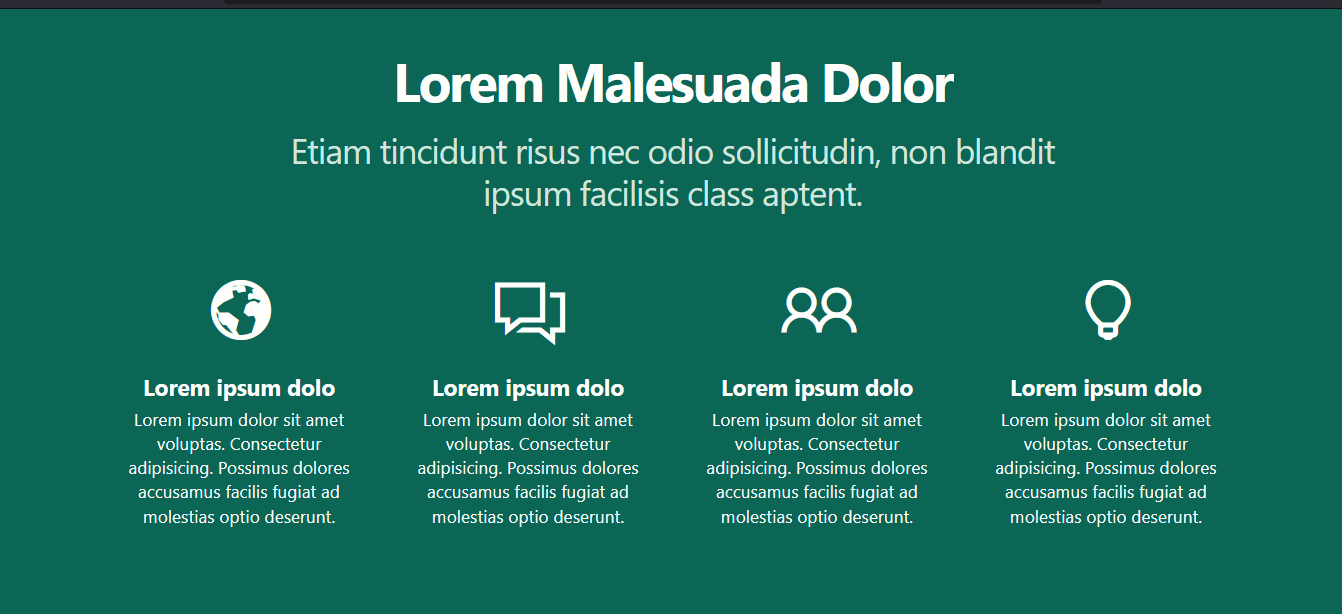 Lorem Malesuada Dolor
Etiam tincidunt risus nec odio sollicitudin, non blandit
ipsum facilisis class aptent.
Lorem ipsum dolo
Lorem ipsum dolor sit amet
voluptas. Consectetur
adipisicing. Possimus dolores
accusamus facilis fugiat ad
molestias optio deserunt.
Lorem ipsum dolo
Lorem ipsum dolor sit amet
voluptas. Consectetur
adipisicing. Possimus dolores
accusamus facilis fugiat ad
molestias optio deserunt.
Lorem ipsum dolo
Lorem ipsum dolor sit amet
voluptas. Consectetur
adipisicing. Possimus dolores
accusamus facilis fugiat ad
molestias optio deserunt.
Lorem ipsum dolo
Lorem ipsum dolor sit amet
voluptas. Consectetur
adipisicing. Possimus dolores
accusamus facilis fugiat ad
molestias optio deserunt.